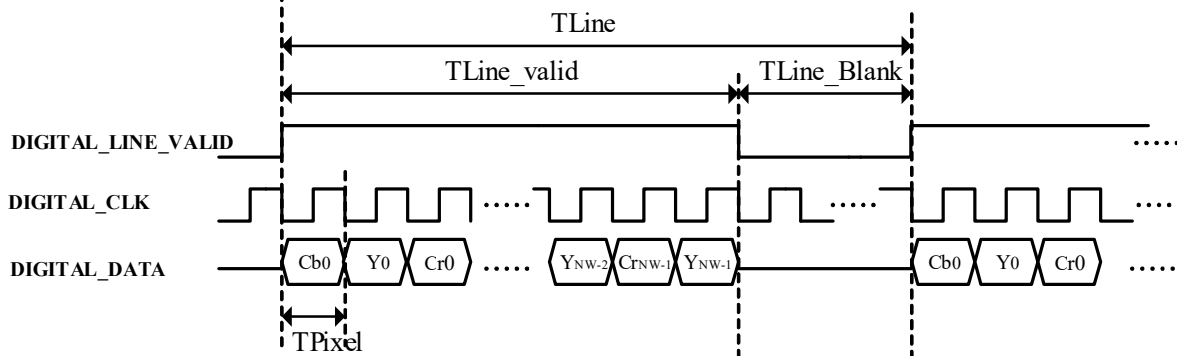 TLine
TLine_valid TLine_Blank
DIGITAL_LINE_VALID ·····
DIGITAL_CLK ····· ····· ····
DIGITAL_DATA Cb0 Y0 Cr0 ····· YNW-2 CrNW-1 YNW-1 Cb0 Y0 Cr0 ·····
TPixel